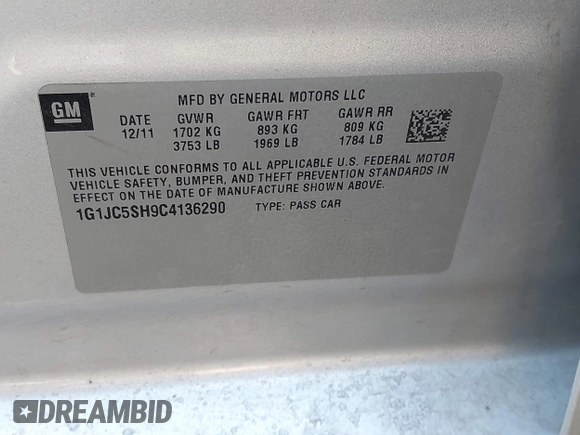 GM
MFD BY GENERAL MOTORS LLC
DATE GVWR GAWR FRT GAWR RR
12/11 1702 KG 893 KG 809 KG
3753 LB 1969 LB 1784 LB
THIS VEHICLE CONFORMS TO ALL APPLICABLE U.S. FEDERAL MOTOR
VEHICLE SAFETY, BUMPER, AND THEFT PREVENTION STANDARDS IN
EFFECT ON THE DATE OF MANUFACTURE SHOWN ABOVE.
1G1JC5SH9C4136290 TYPE: PASS CAR
DREAMBID